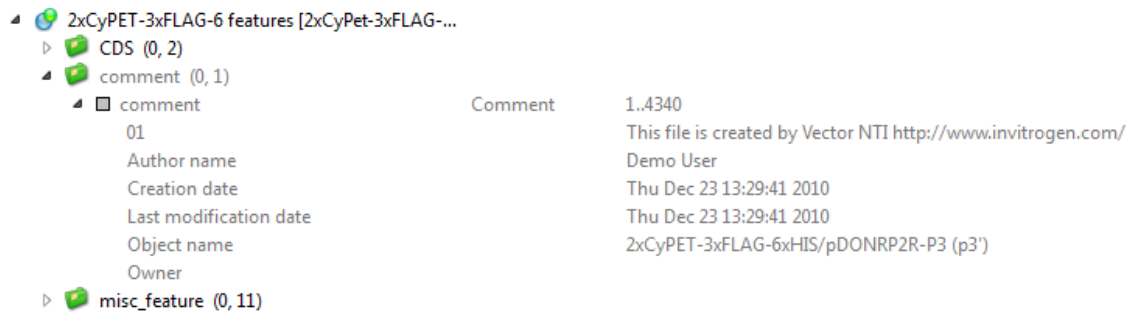 2xCyPET-3xFLAG-6 features [2xCyPet-3xFLAG-...
CDS (0, 2)
comment (0, 1)
comment Comment 1..4340
01 This file is created by Vector NTI http://www.invitrogen.com/
Author name Demo User
Creation date Thu Dec 23 13:29:41 2010
Last modification date Thu Dec 23 13:29:41 2010
Object name 2xCyPET-3xFLAG-6xHIS/pDONRP2R-P3 (p3')
Owner
misc_feature (0, 11)